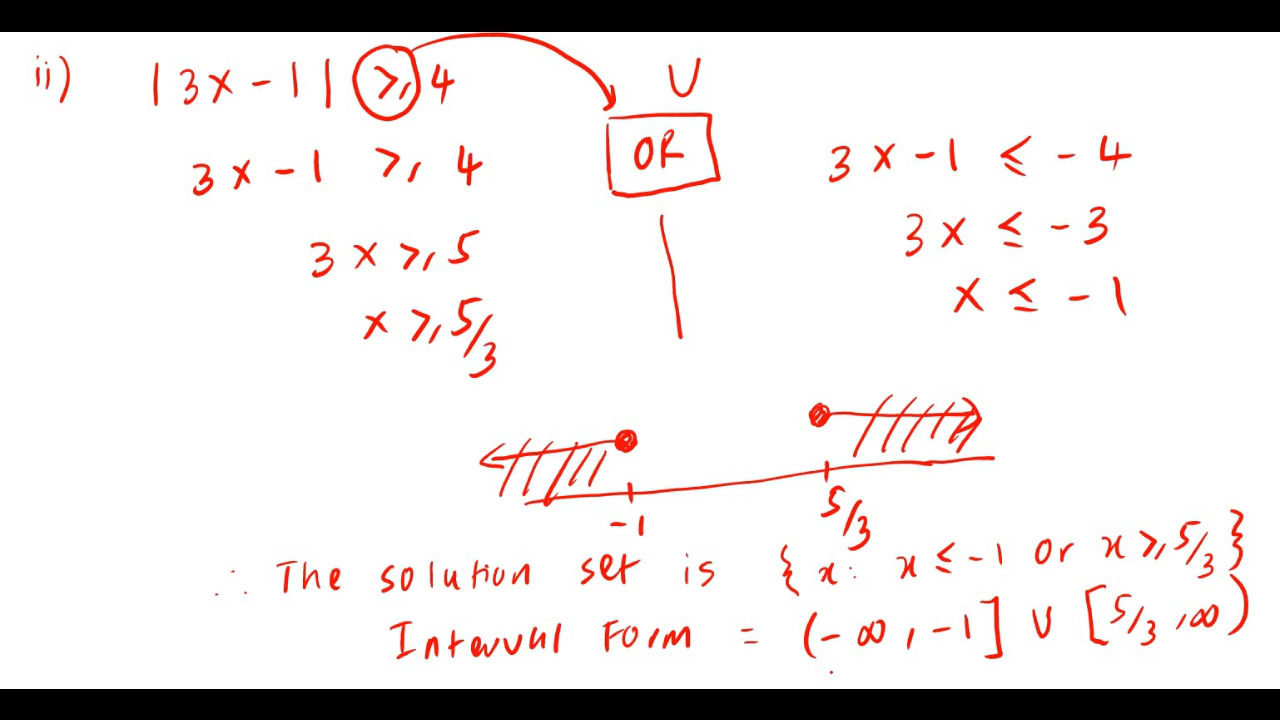 ii) |3x-1| ≥ 4 ∪
3x-1 ≥ 4 OR 3x-1 ≤ -4
3x ≥ 5 3x ≤ -3
x ≥ 5/3 x ≤ -1
-1 5/3
∴ The solution set is {x: x ≤ -1 or x ≥ 5/3}
Interval Form = (-∞, -1] ∪ [5/3, ∞)